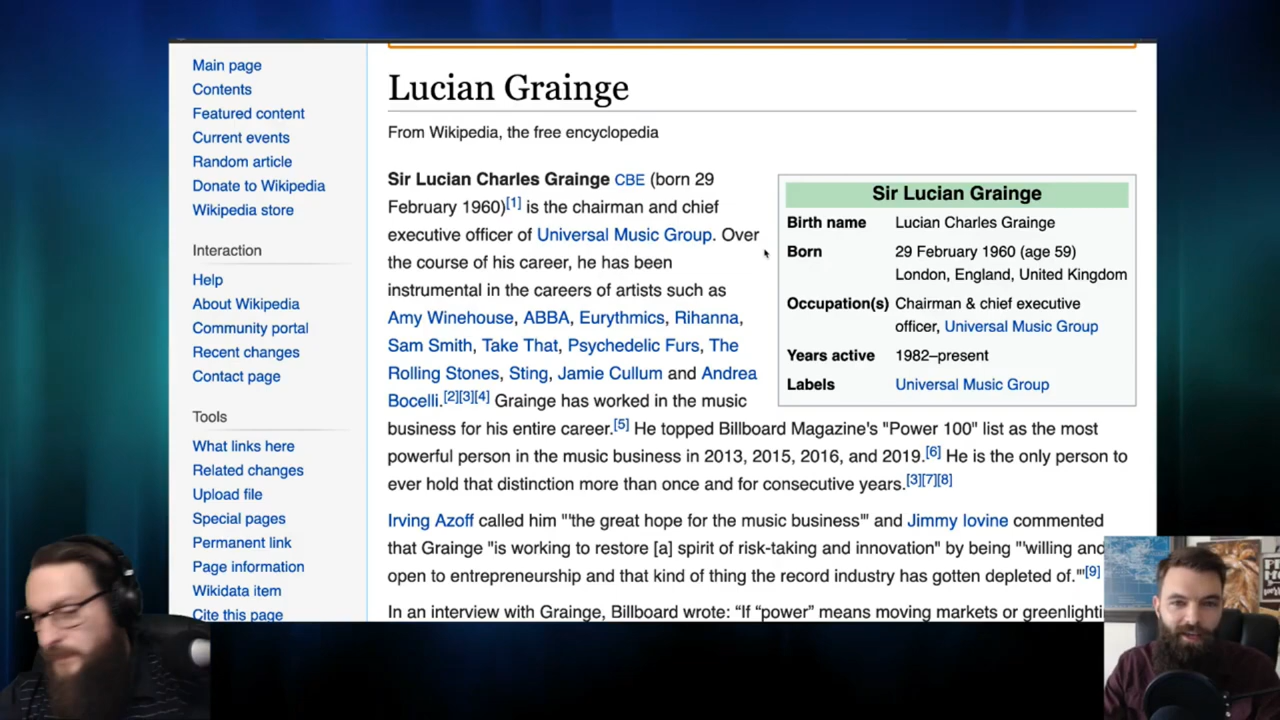 Main page
Contents
Featured content
Current events
Random article
Donate to Wikipedia
Wikipedia store
Interaction
Help
About Wikipedia
Community portal
Recent changes
Contact page
Tools
What links here
Related changes
Upload file
Special pages
Permanent link
Page information
Wikidata item
Cite this page
Lucian Grainge
From Wikipedia, the free encyclopedia
Sir Lucian Charles Grainge CBE (born 29
February 1960)[1] is the chairman and chief
executive officer of Universal Music Group. Over
the course of his career, he has been
instrumental in the careers of artists such as
Amy Winehouse, ABBA, Eurythmics, Rihanna,
Sam Smith, Take That, Psychedelic Furs, The
Rolling Stones, Sting, Jamie Cullum and Andrea
Bocelli.[2][3][4] Grainge has worked in the music
business for his entire career.[5] He topped Billboard Magazine's "Power 100" list as the most
powerful person in the music business in 2013, 2015, 2016, and 2019.[6] He is the only person to
ever hold that distinction more than once and for consecutive years.[3][7][8]
Irving Azoff called him "'the great hope for the music business'" and Jimmy Iovine commented
that Grainge "is working to restore [a] spirit of risk-taking and innovation" by being "'willing and
open to entrepreneurship and that kind of thing the record industry has gotten depleted of.'"[9]
In an interview with Grainge, Billboard wrote: “If “power” means moving markets or greenlighti
Sir Lucian Grainge
Birth name Lucian Charles Grainge
Born 29 February 1960 (age 59)
London, England, United Kingdom
Occupation(s) Chairman & chief executive
officer, Universal Music Group
Years active 1982–present
Labels Universal Music Group